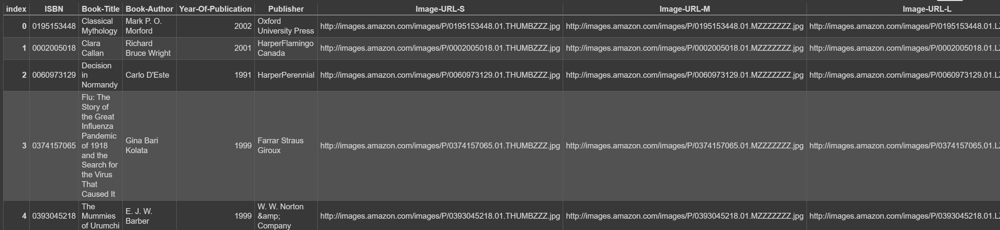 index ISBN Book-Title Book-Author Year-Of-Publication Publisher Image-URL-S Image-URL-M Image-URL-L
0 0195153448 Classical Mythology Mark P. O. Morford 2002 Oxford University Press http://images.amazon.com/images/P/0195153448.01.THUMBZZZ.jpg http://images.amazon.com/images/P/0195153448.01.MZZZZZZZ.jpg http://images.amazon.com/images/P/0195153448.01.LZ
1 0002005018 Clara Callan Richard Bruce Wright 2001 HarperFlamingo Canada http://images.amazon.com/images/P/0002005018.01.THUMBZZZ.jpg http://images.amazon.com/images/P/0002005018.01.MZZZZZZZ.jpg http://images.amazon.com/images/P/0002005018.01.LZ
2 0060973129 Decision in Normandy Carlo D'Este 1991 HarperPerennial http://images.amazon.com/images/P/0060973129.01.THUMBZZZ.jpg http://images.amazon.com/images/P/0060973129.01.MZZZZZZZ.jpg http://images.amazon.com/images/P/0060973129.01.LZ
3 0374157065 Flu: The Story of the Great Influenza Pandemic of 1918 and the Search for the Virus That Caused It Gina Bari Kolata 1999 Farrar Straus Giroux http://images.amazon.com/images/P/0374157065.01.THUMBZZZ.jpg http://images.amazon.com/images/P/0374157065.01.MZZZZZZZ.jpg http://images.amazon.com/images/P/0374157065.01.LZ
4 0393045218 The Mummies of Urumchi E. J. W. Barber 1999 W. W. Norton &amp; Company http://images.amazon.com/images/P/0393045218.01.THUMBZZZ.jpg http://images.amazon.com/images/P/0393045218.01.MZZZZZZZ.jpg http://images.amazon.com/images/P/0393045218.01.LZ